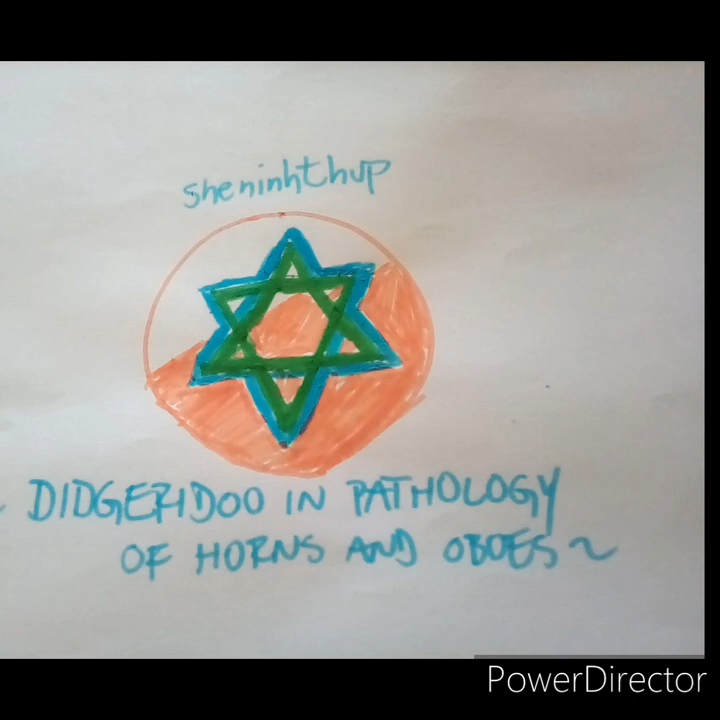 sheninhthup
~ DIDGERIDOO IN PATHOLOGY
OF HORNS AND OBOES ~
PowerDirector